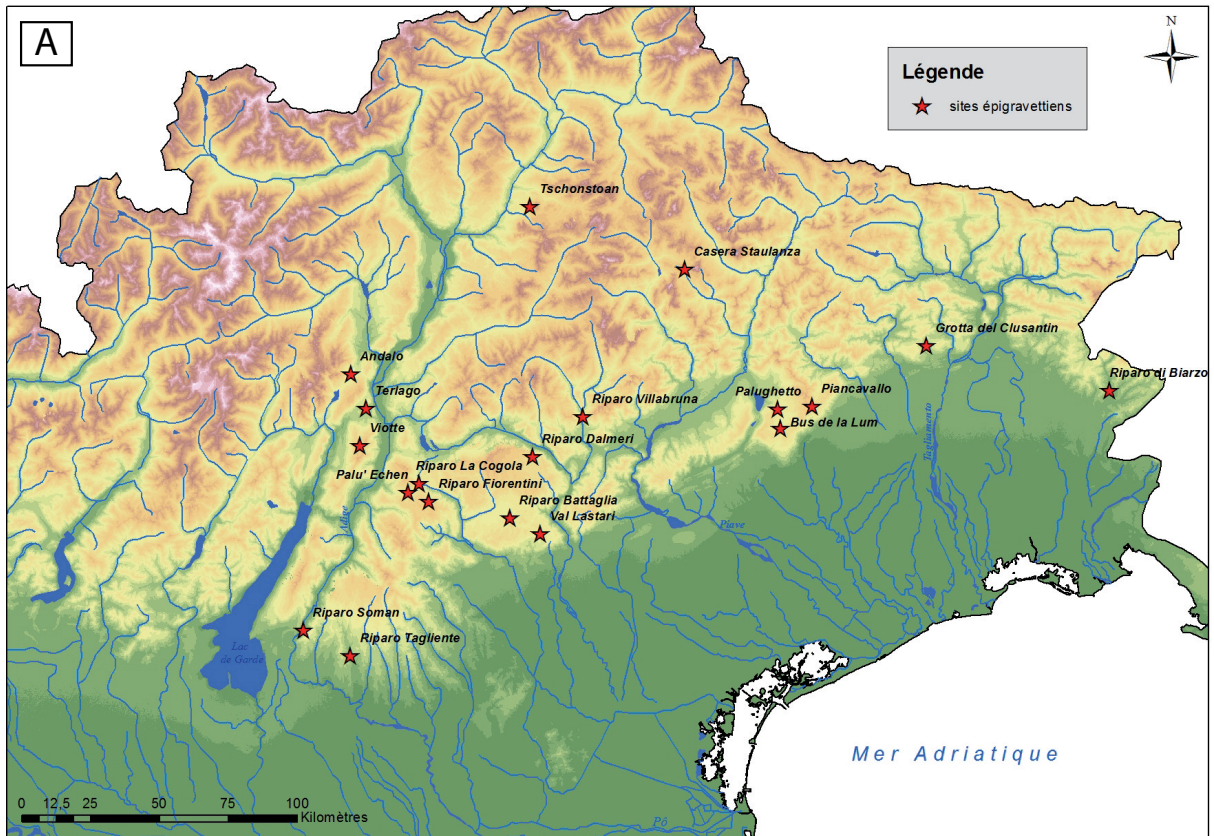 A
N
Légende
sites épigravettiens
Tschonstoan
Casera Staulanza
Grotta del Clusantin
Andalo
Riparo di Biarzo
Terlago
Palughetto
Piancavallo
Riparo Villabruna
Bus de la Lum
Viotte
Riparo Dalmeri
Tagliamento
Palu' Echen
Riparo La Cogola
Riparo Fiorentini
Riparo Battaglia
Val Lastari
Adige
Piave
Riparo Soman
Riparo Tagliente
Lac
de Garde
Mer Adriatique
0 12,5 25 50 75 100
Kilomètres
Pô